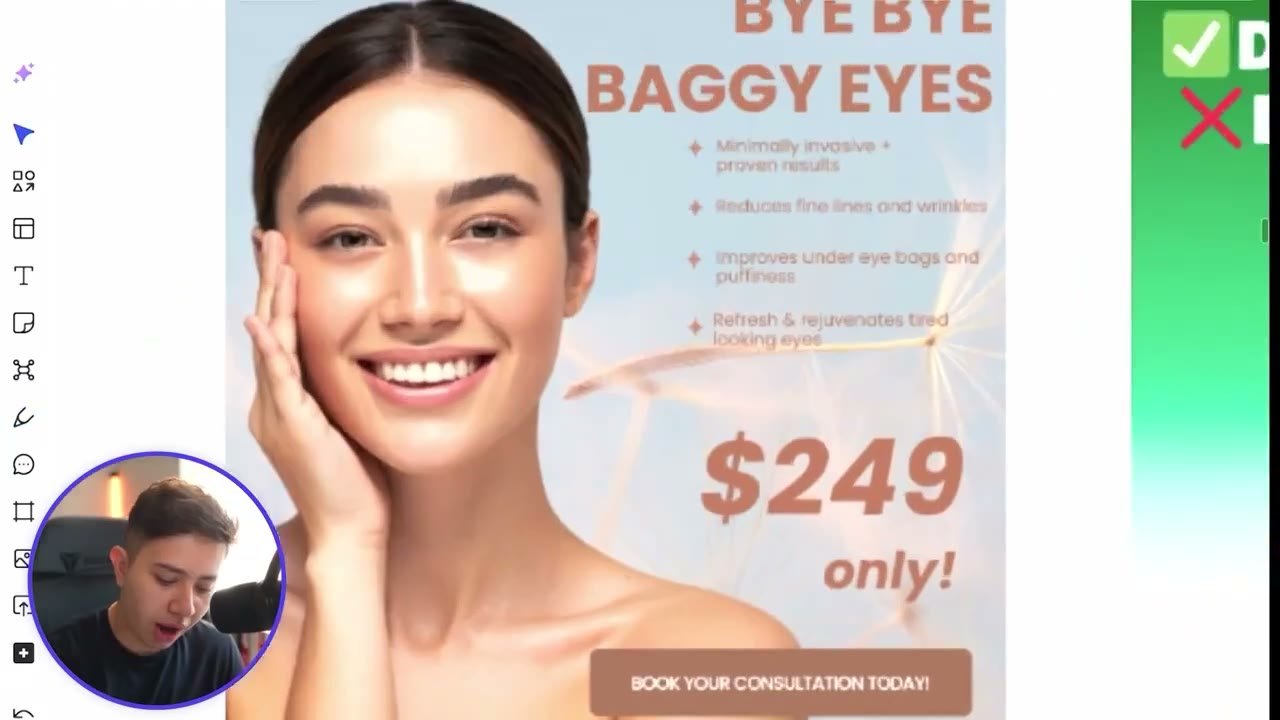 BYE BYE
BAGGY EYES
Minimally invasive +
proven results
Reduces fine lines and wrinkles
Improves under eye bags and
puffiness
Refresh & rejuvenates tired
looking eyes
$249
only!
BOOK YOUR CONSULTATION TODAY!